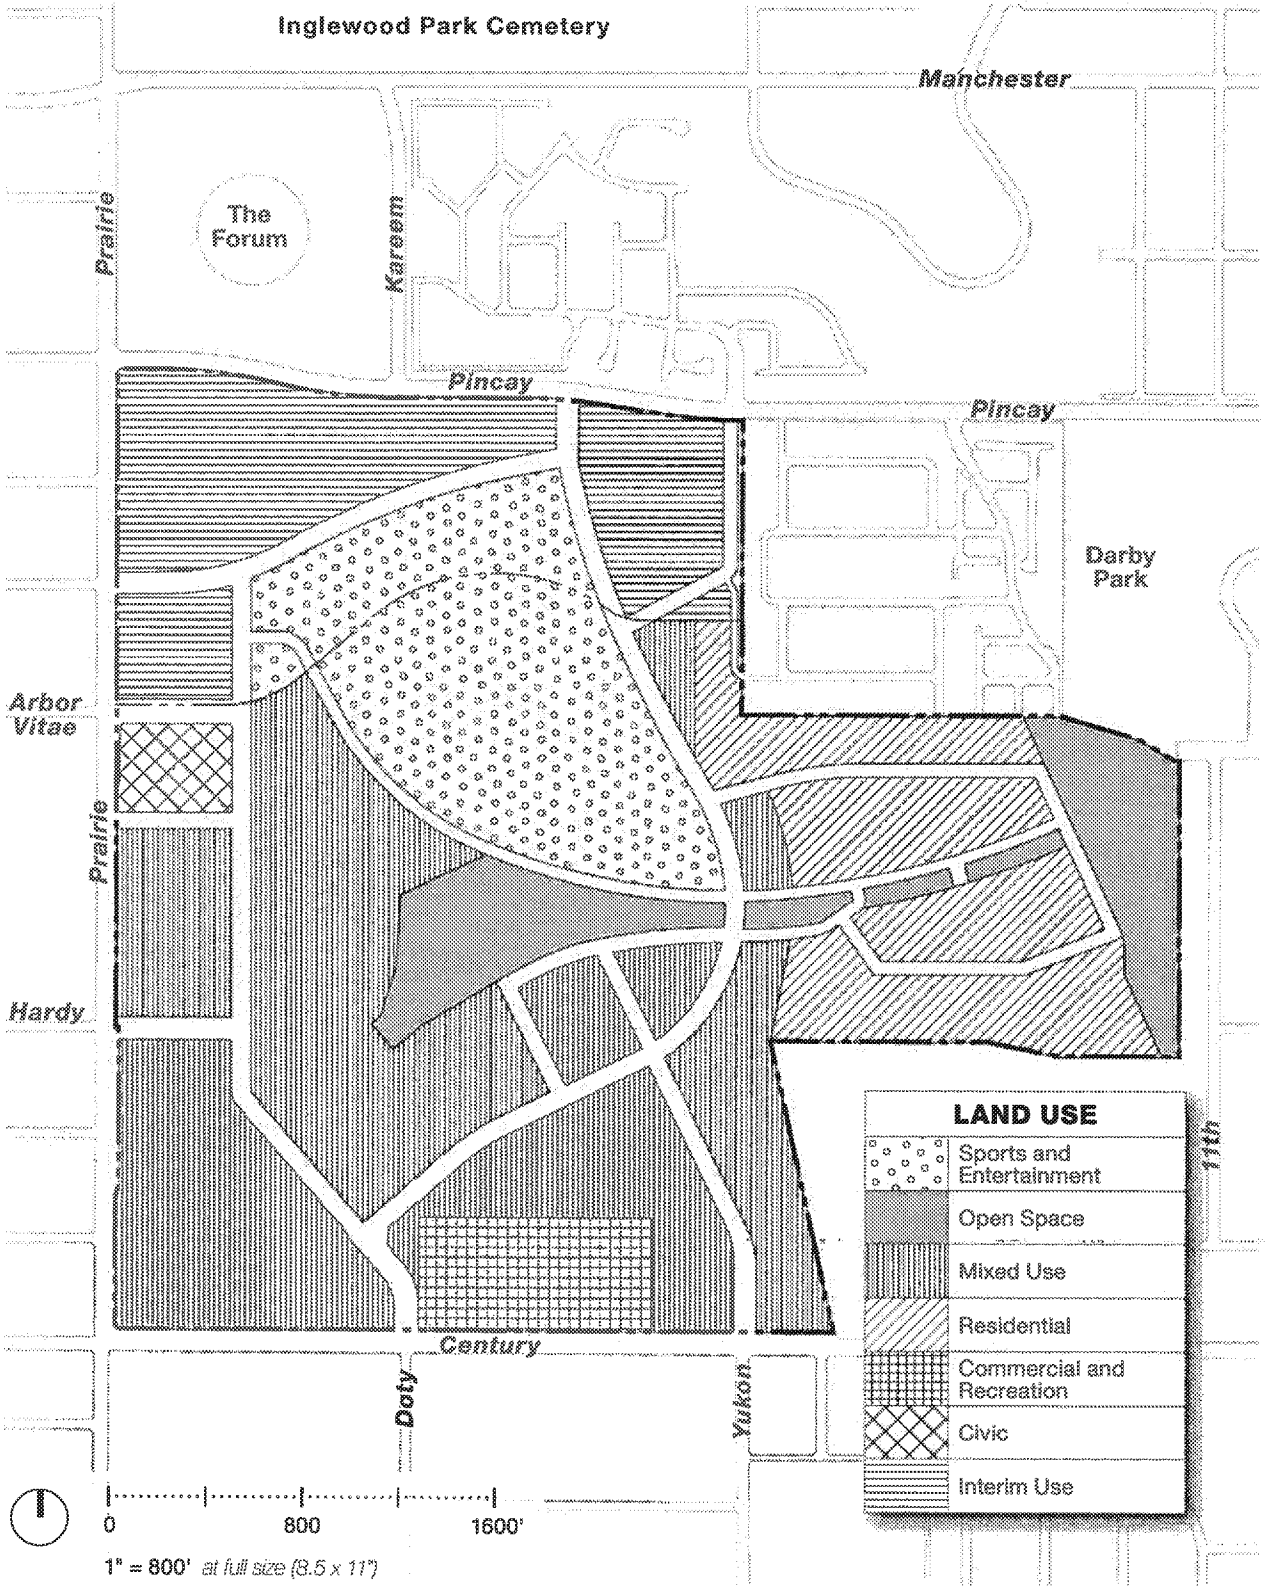 Inglewood Park Cemetery
Manchester
Prairie
The
Forum
Kareem
Pincay
Pincay
Darby
Park
Arbor
Vitae
Prairie
Hardy
LAND USE
Sports and
Entertainment
Open Space
Mixed Use
Residential
Commercial and
Recreation
Civic
Interim Use
11th
Century
Doty
Yukon
0 800 1600'
1" = 800' at full size (8.5 x 11")